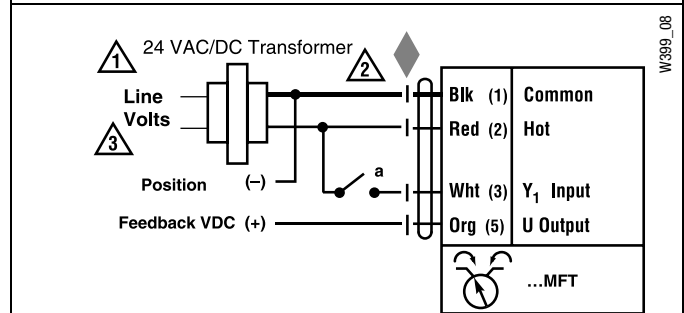 1 24 VAC/DC Transformer 2
Line
Volts
3
Blk (1) Common
Red (2) Hot
a
Position (–)
Wht (3) Y1 Input
Feedback VDC (+)
Org (5) U Output
...MFT
W399_08